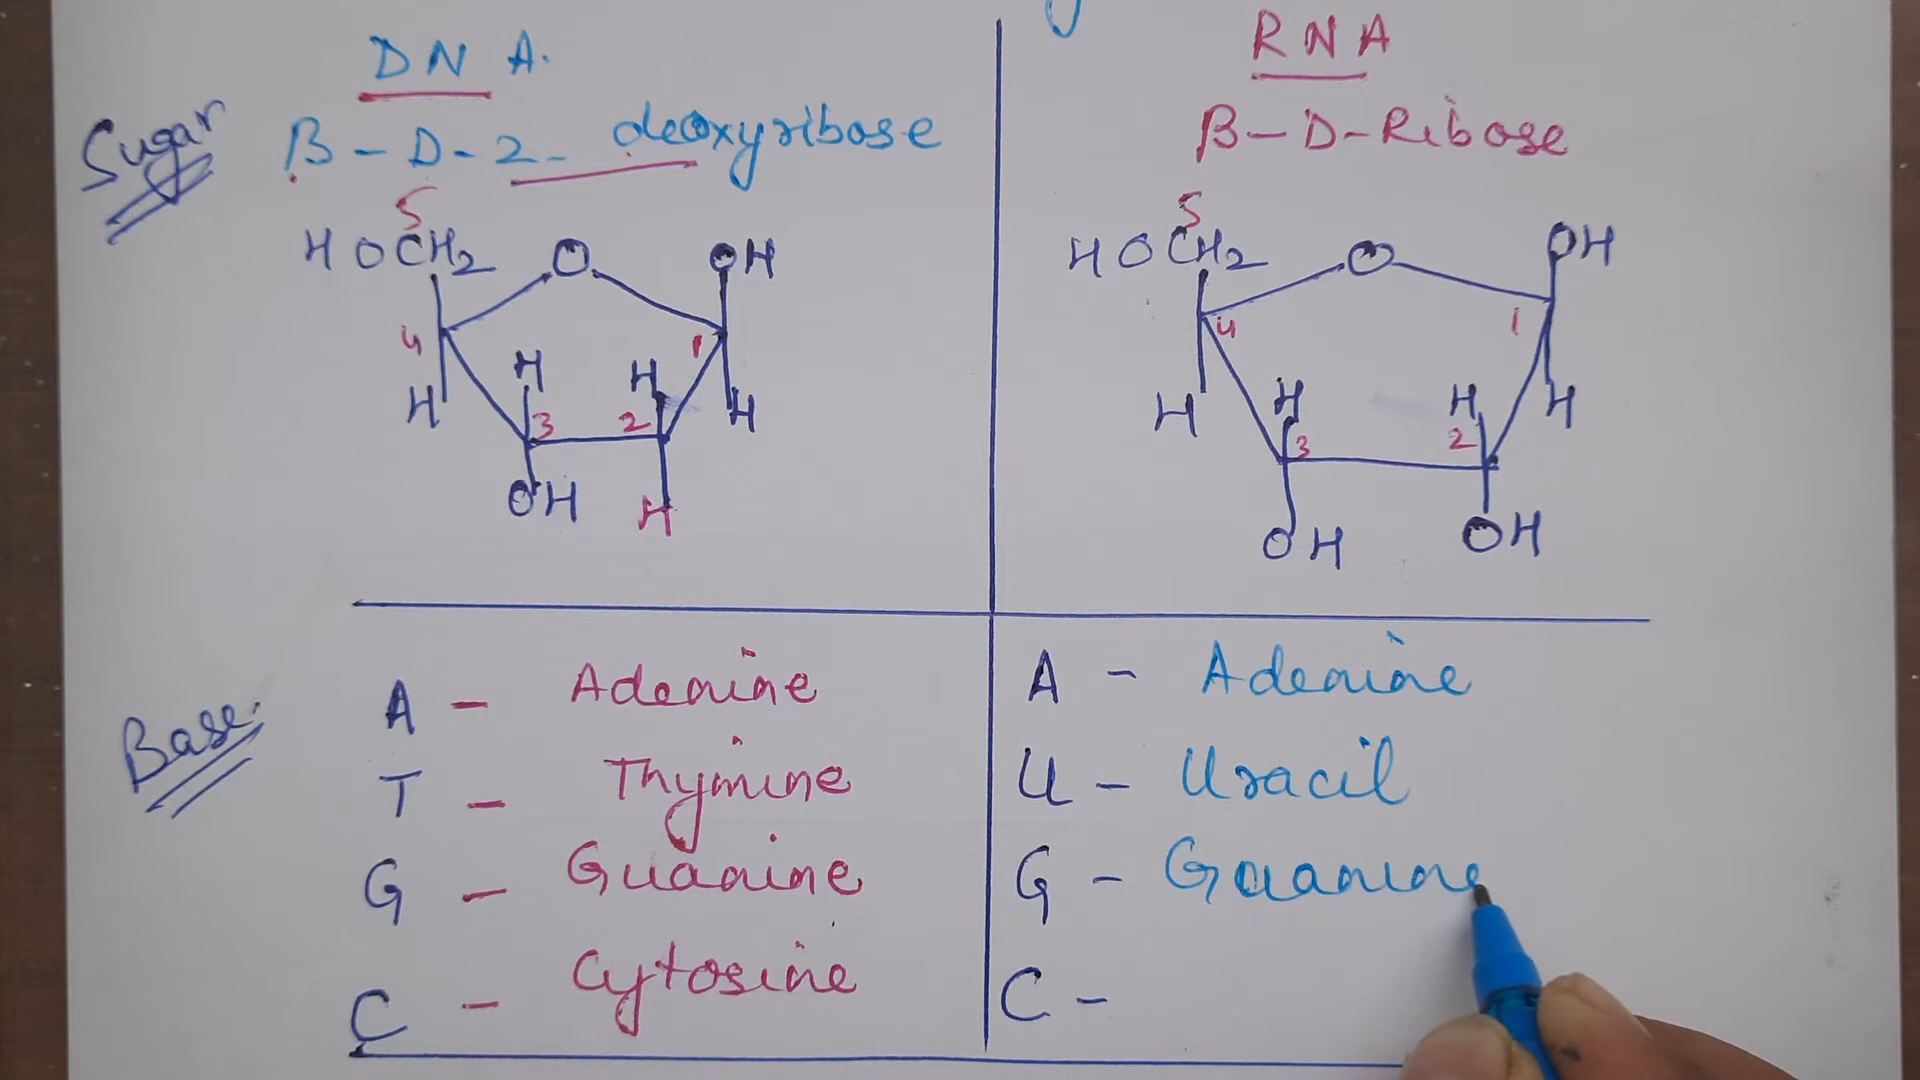 DNA.
RNA
Sugar
β-D-2-deoxyribose
β-D-Ribose
5
HOCH2 O OH
4 1
H H H H
3 2
OH H
5
HOCH2 O OH
4 1
H H H H
3 2
OH OH
Base.
A - Adenine
T - Thymine
G - Guanine
C - Cytosine
A - Adenine
U - Uracil
G - Guanine
C -